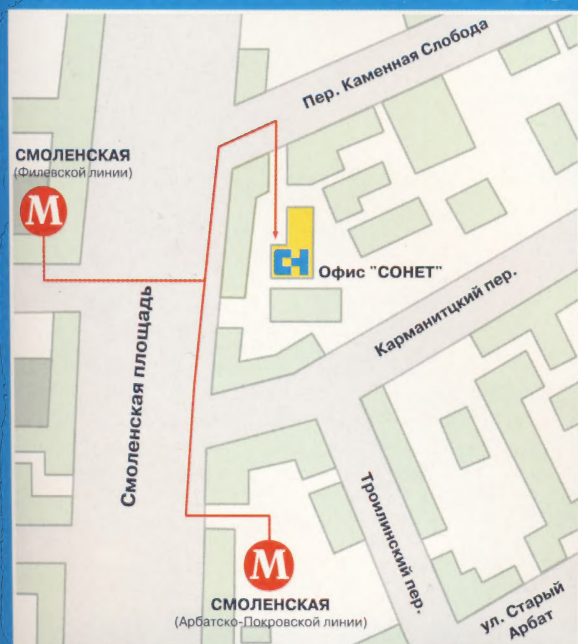 Пер. Каменная Слобода
СМОЛЕНСКАЯ
(Филевской линии)
М
Офис "СОНЕТ"
Смоленская площадь
Карманитцкий пер.
Троилинский пер.
М
СМОЛЕНСКАЯ
(Арбатско-Покровской линии)
ул. Старый
Арбат